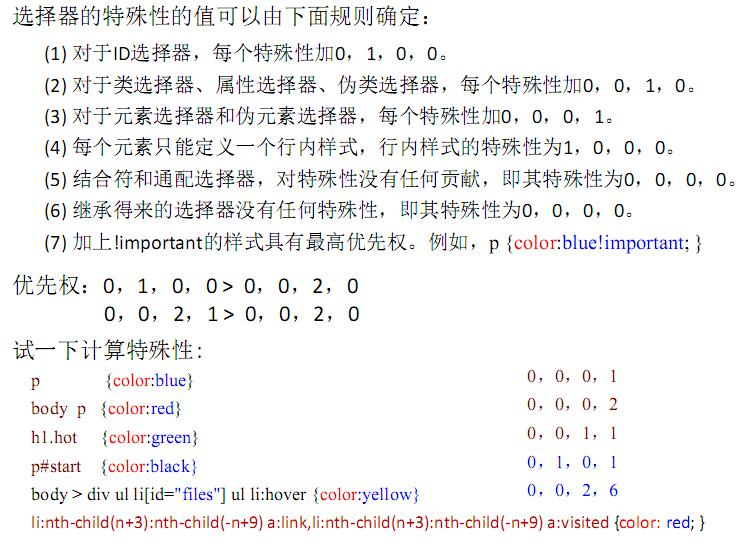 选择器的特殊性的值可以由下面规则确定：
(1) 对于ID选择器，每个特殊性加0，1，0，0。
(2) 对于类选择器、属性选择器、伪类选择器，每个特殊性加0，0，1，0。
(3) 对于元素选择器和伪元素选择器，每个特殊性加0，0，0，1。
(4) 每个元素只能定义一个行内样式，行内样式的特殊性为1，0，0，0。
(5) 结合符和通配选择器，对特殊性没有任何贡献，即其特殊性为0，0，0，0。
(6) 继承得来的选择器没有任何特殊性，即其特殊性为0，0，0，0。
(7) 加上!important的样式具有最高优先权。例如，p {color:blue!important; }
优先权：0，1，0，0 > 0，0，2，0
0，0，2，1 > 0，0，2，0
试一下计算特殊性:
p {color:blue} 0，0，0，1
body p {color:red} 0，0，0，2
h1.hot {color:green} 0，0，1，1
p#start {color:black} 0，1，0，1
body > div ul li[id="files"] ul li:hover {color:yellow} 0，0，2，6
li:nth-child(n+3):nth-child(-n+9) a:link,li:nth-child(n+3):nth-child(-n+9) a:visited {color: red; }